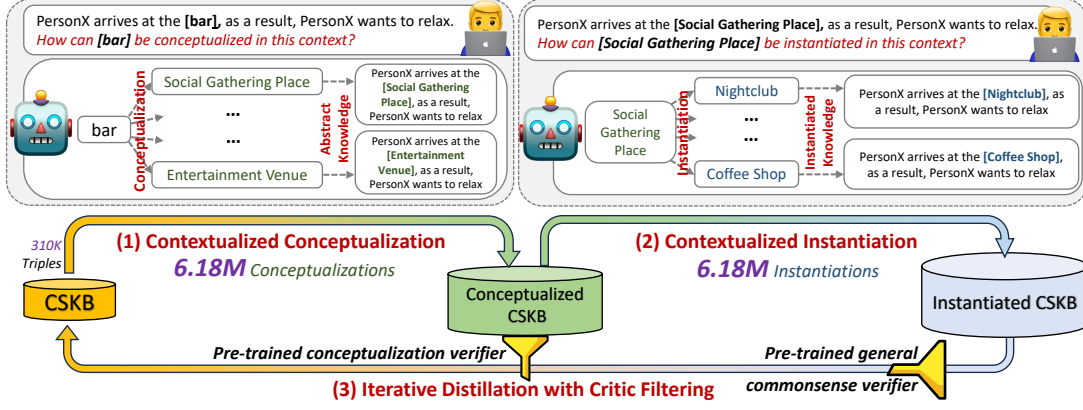 PersonX arrives at the [bar], as a result, PersonX wants to relax.
How can [bar] be conceptualized in this context?
bar
Conceptualization
Social Gathering Place
...
...
Entertainment Venue
Abstract
Knowledge
PersonX arrives at the
[Social Gathering
Place], as a result,
PersonX wants to relax
PersonX arrives at the
[Entertainment
Venue], as a result,
PersonX wants to relax
PersonX arrives at the [Social Gathering Place], as a result, PersonX wants to relax.
How can [Social Gathering Place] be instantiated in this context?
Social
Gathering
Place
Instantiation
Nightclub
...
...
Coffee Shop
Instantiated
Knowledge
PersonX arrives at the [Nightclub], as
a result, PersonX wants to relax
PersonX arrives at the [Coffee Shop],
as a result, PersonX wants to relax
310K
Triples
(1) Contextualized Conceptualization
6.18M Conceptualizations
(2) Contextualized Instantiation
6.18M Instantiations
CSKB
Conceptualized
CSKB
Instantiated CSKB
Pre-trained conceptualization verifier
Pre-trained general
commonsense verifier
(3) Iterative Distillation with Critic Filtering